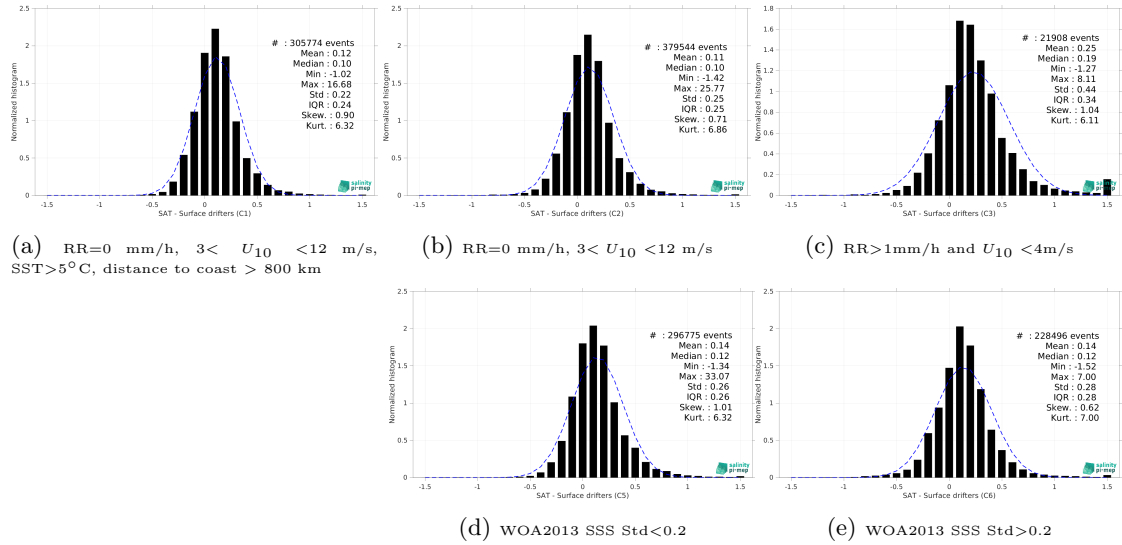 2.5
2
1.5
1
0.5
0
Normalized histogram
# : 305774 events
Mean : 0.12
Median : 0.10
Min : -1.02
Max : 16.68
Std : 0.22
IQR : 0.24
Skew. : 0.90
Kurt. : 6.32
salinity
pi-mep
-1.5 -1 -0.5 0 0.5 1 1.5
SAT - Surface drifters (C1)
(a) RR=0 mm/h, 3< U10 <12 m/s,
SST>5°C, distance to coast > 800 km
2.5
2
1.5
1
0.5
0
Normalized histogram
# : 379544 events
Mean : 0.11
Median : 0.10
Min : -1.42
Max : 25.77
Std : 0.25
IQR : 0.25
Skew. : 0.71
Kurt. : 6.86
salinity
pi-mep
-1.5 -1 -0.5 0 0.5 1 1.5
SAT - Surface drifters (C2)
(b) RR=0 mm/h, 3< U10 <12 m/s
1.8
1.6
1.4
1.2
1
0.8
0.6
0.4
0.2
0
Normalized histogram
# : 21908 events
Mean : 0.25
Median : 0.19
Min : -1.27
Max : 8.11
Std : 0.44
IQR : 0.34
Skew. : 1.04
Kurt. : 6.11
salinity
pi-mep
-1.5 -1 -0.5 0 0.5 1 1.5
SAT - Surface drifters (C3)
(c) RR>1mm/h and U10 <4m/s
2.5
2
1.5
1
0.5
0
Normalized histogram
# : 296775 events
Mean : 0.14
Median : 0.12
Min : -1.34
Max : 33.07
Std : 0.26
IQR : 0.26
Skew. : 1.01
Kurt. : 6.32
salinity
pi-mep
-1.5 -1 -0.5 0 0.5 1 1.5
SAT - Surface drifters (C5)
(d) WOA2013 SSS Std<0.2
2.5
2
1.5
1
0.5
0
Normalized histogram
# : 228496 events
Mean : 0.14
Median : 0.12
Min : -1.52
Max : 7.00
Std : 0.28
IQR : 0.28
Skew. : 0.62
Kurt. : 7.00
salinity
pi-mep
-1.5 -1 -0.5 0 0.5 1 1.5
SAT - Surface drifters (C6)
(e) WOA2013 SSS Std>0.2